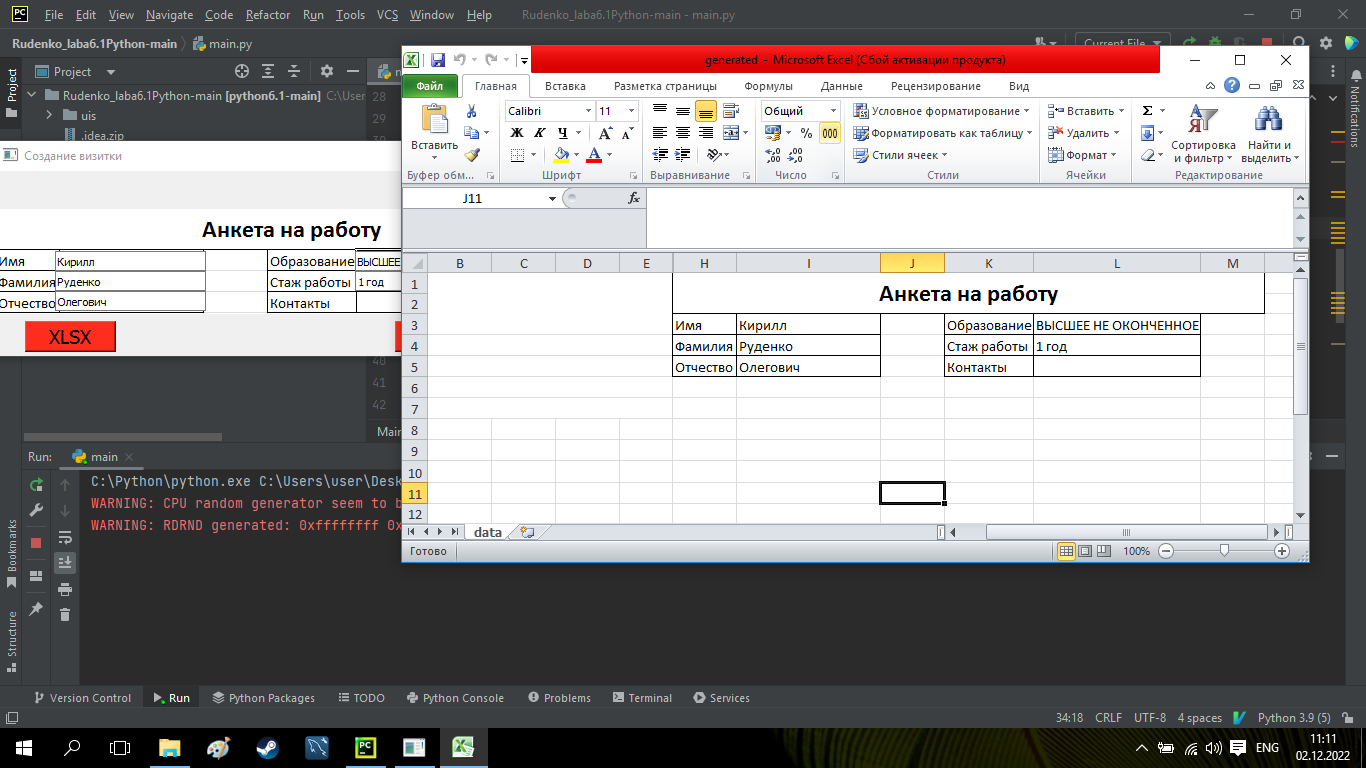 File Edit View Navigate Code Refactor Run Tools VCS Window Help Rudenko_laba6.1Python-main - main.py
Rudenko_laba6.1Python-main main.py Current File
Project
Rudenko_laba6.1Python-main [python6.1-main] C:\User
uis
.idea.zip
28
29
Project
Notifications
Создание визитки
Анкета на работу
Имя Кирилл Образование ВЫСШЕЕ
Фамилия Руденко Стаж работы 1 год
Отчество Олегович Контакты
XLSX
40
41
42
generated - Microsoft Excel (Сбой активации продукта)
Файл Главная Вставка Разметка страницы Формулы Данные Рецензирование Вид
Вставить
Calibri 11
Ж К Ч
Общий
% 000
Условное форматирование
Форматировать как таблицу
Стили ячеек
Вставить
Удалить
Формат
Сортировка и фильтр
Найти и выделить
Буфер обм... Шрифт Выравнивание Число Стили Ячейки Редактирование
J11 fx
B C D E H I J K L M
1
2 Анкета на работу
3 Имя Кирилл Образование ВЫСШЕЕ НЕ ОКОНЧЕННОЕ
4 Фамилия Руденко Стаж работы 1 год
5 Отчество Олегович Контакты
6
7
8
9
10
11
12
data
Готово 100%
Run: main
C:\Python\python.exe C:\Users\user\Desk
WARNING: CPU random generator seem to b
WARNING: RDRND generated: 0xffffffff 0x
Bookmarks
Structure
Version Control Run Python Packages TODO Python Console Problems Terminal Services
34:18 CRLF UTF-8 4 spaces Python 3.9 (5)
ENG 11:11
02.12.2022